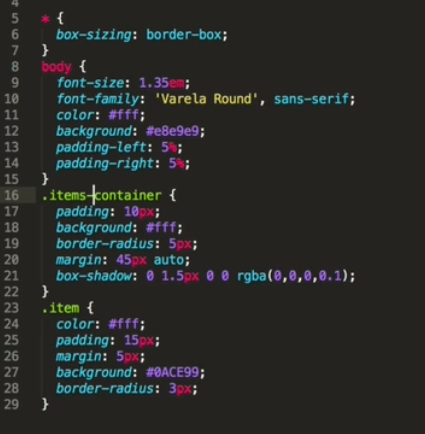 4
5 * {
6 box-sizing: border-box;
7 }
8 body {
9 font-size: 1.35em;
10 font-family: 'Varela Round', sans-serif;
11 color: #fff;
12 background: #e8e9e9;
13 padding-left: 5%;
14 padding-right: 5%;
15 }
16 .items-container {
17 padding: 10px;
18 background: #fff;
19 border-radius: 5px;
20 margin: 45px auto;
21 box-shadow: 0 1.5px 0 0 rgba(0,0,0,0.1);
22 }
23 .item {
24 color: #fff;
25 padding: 15px;
26 margin: 5px;
27 background: #0ACE99;
28 border-radius: 3px;
29 }